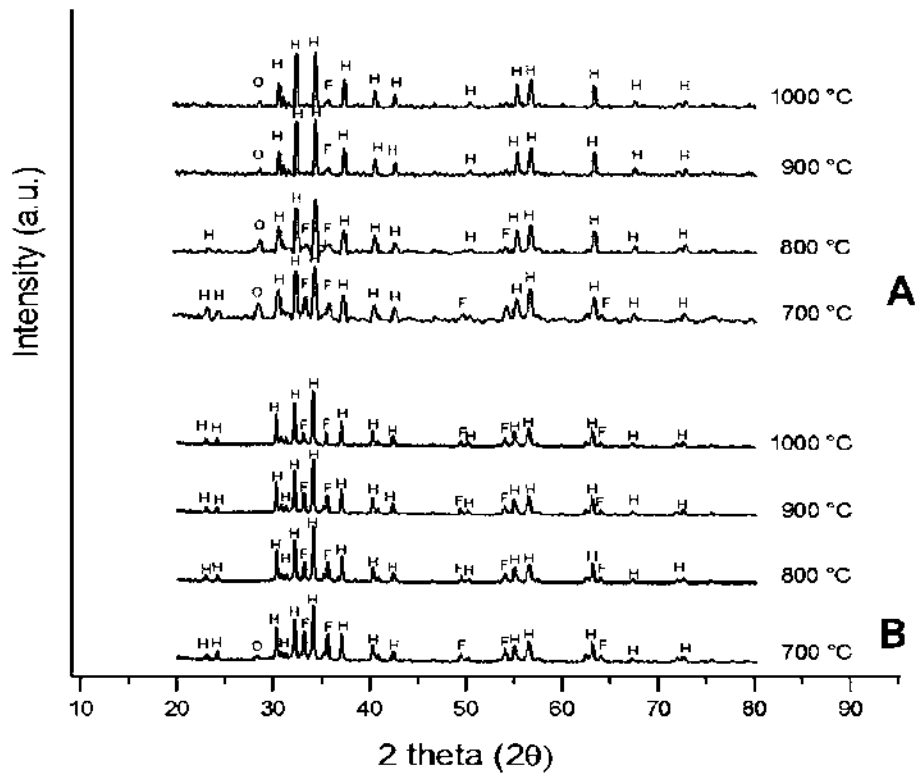 Intensity (a.u.)
O H H H F H H H H H H H H H 1000 °C
O H H H F H H H H H H H H H 900 °C
H O H F F H H H H F H H H H H 800 °C
A
H H O H H F F H H H F H H H F H H 700 °C
H H H H F H F H H H F H F H H H F H H 1000 °C
H H H H H F H F H H H F H F H H H F H H 900 °C
H H H H H F H F H H H F H F H H H F H H 800 °C
B
H H O H H H F H F H H H F F H H H F H H 700 °C
10 20 30 40 50 60 70 80 90
2 theta (2θ)